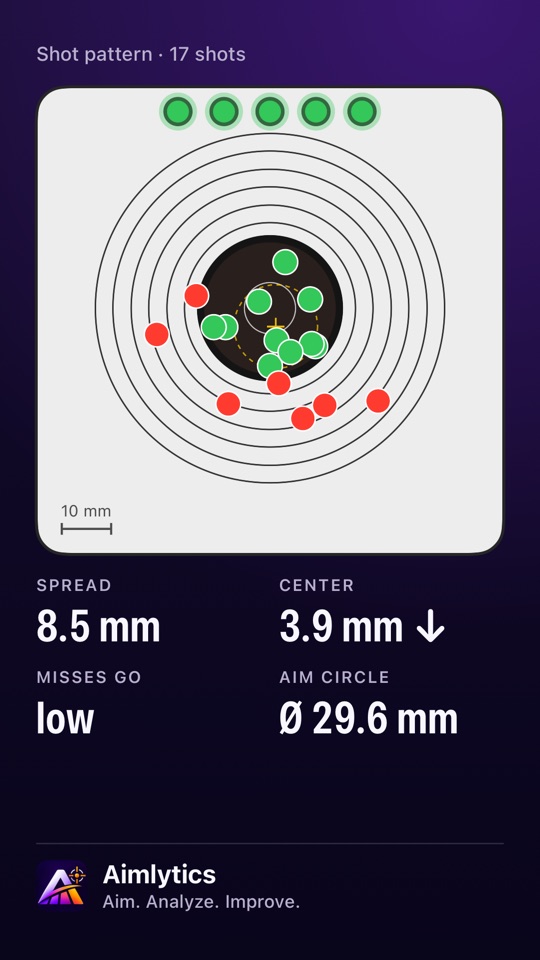 Shot pattern · 17 shots
10 mm
SPREAD
8.5 mm
CENTER
3.9 mm ↓
MISSES GO
low
AIM CIRCLE
Ø 29.6 mm
Aimlytics
Aim. Analyze. Improve.